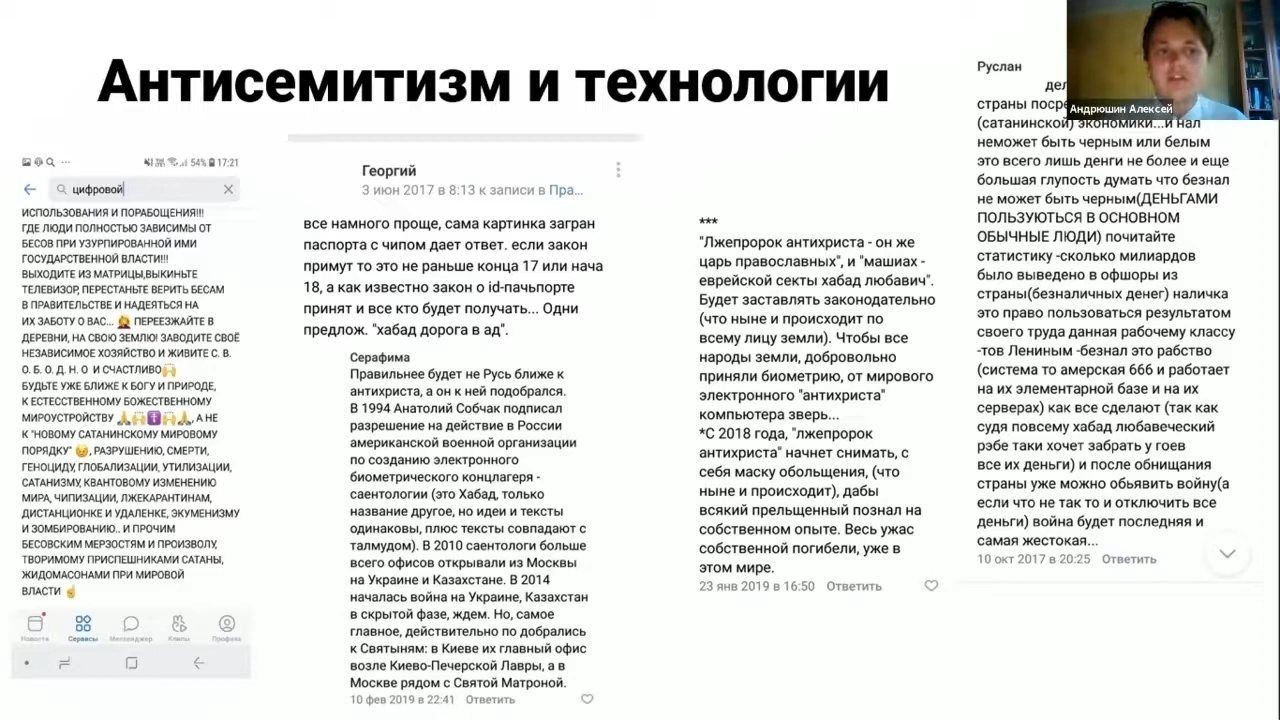 Антисемитизм и технологии
54% 17:21
цифровой
ИСПОЛЬЗОВАНИЯ И ПОРАБОЩЕНИЯ!!!
ГДЕ ЛЮДИ ПОЛНОСТЬЮ ЗАВИСИМЫ ОТ
БЕСОВ ПРИ УЗУРПИРОВАННОЙ ИМИ
ГОСУДАРСТВЕННОЙ ВЛАСТИ!!!
ВЫХОДИТЕ ИЗ МАТРИЦЫ,ВЫКИНЬТЕ
ТЕЛЕВИЗОР, ПЕРЕСТАНЬТЕ ВЕРИТЬ БЕСАМ
В ПРАВИТЕЛЬСТВЕ И НАДЕЯТЬСЯ НА
ИХ ЗАБОТУ О ВАС... 🤦 ПЕРЕЕЗЖАЙТЕ В
ДЕРЕВНИ, НА СВОЮ ЗЕМЛЮ! ЗАВОДИТЕ СВОЁ
НЕЗАВИСИМОЕ ХОЗЯЙСТВО И ЖИВИТЕ С. В.
О. Б. О. Д. Н. О И СЧАСТЛИВО🙌
БУДЬТЕ УЖЕ БЛИЖЕ К БОГУ И ПРИРОДЕ,
К ЕСТЕСТВЕННОМУ БОЖЕСТВЕННОМУ
МИРОУСТРОЙСТВУ 🙏🙌✝️🙌🙏, А НЕ
К "НОВОМУ САТАНИНСКОМУ МИРОВОМУ
ПОРЯДКУ" 😉, РАЗРУШЕНИЮ, СМЕРТИ,
ГЕНОЦИДУ, ГЛОБАЛИЗАЦИИ, УТИЛИЗАЦИИ,
САТАНИЗМУ, КВАНТОВОМУ ИЗМЕНЕНИЮ
МИРА, ЧИПИЗАЦИИ, ЛЖЕКАРАНТИНАМ,
ДИСТАНЦИОНКЕ И УДАЛЕНКЕ, ЭКУМЕНИЗМУ
И ЗОМБИРОВАНИЮ.. И ПРОЧИМ
БЕСОВСКИМ МЕРЗОСТЯМ И ПРОИЗВОЛУ,
ТВОРИМОМУ ПРИСПЕШНИКАМИ САТАНЫ,
ЖИДОМАСОНАМИ ПРИ МИРОВОЙ
ВЛАСТИ ☝️
Новости Сервисы Мессенджер Клипы Профиль
Георгий
3 июн 2017 в 8:13 к записи в Пра...
все намного проще, сама картинка загран
паспорта с чипом дает ответ. если закон
примут то это не раньше конца 17 или нача
18, а как известно закон о id-пачьпорте
принят и все кто будет получать... Одни
предлож. "хабад дорога в ад".
Серафима
Правильнее будет не Русь ближе к
антихриста, а он к ней подобрался.
В 1994 Анатолий Собчак подписал
разрешение на действие в России
американской военной организации
по созданию электронного
биометрического концлагеря -
саентологии (это Хабад, только
название другое, но идеи и тексты
одинаковы, плюс тексты совпадают с
талмудом). В 2010 саентологи больше
всего офисов открывали из Москвы
на Украине и Казахстане. В 2014
началась война на Украине, Казахстан
в скрытой фазе, ждем. Но, самое
главное, действительно по добрались
к Святыням: в Киеве их главный офис
возле Киево-Печерской Лавры, а в
Москве рядом с Святой Матроной.
10 фев 2019 в 22:41 Ответить
***
"Лжепророк антихриста - он же
царь православных", и "машиах -
еврейской секты хабад любавич".
Будет заставлять законодательно
(что ныне и происходит по
всему лицу земли). Чтобы все
народы земли, добровольно
приняли биометрию, от мирового
электронного "антихриста"
компьютера зверь...
*С 2018 года, "лжепророк
антихриста" начнет снимать, с
себя маску обольщения, (что
ныне и происходит), дабы
всякий прельщенный познал на
собственном опыте. Весь ужас
собственной погибели, уже в
этом мире.
23 янв 2019 в 16:50 Ответить
Руслан
дел
страны поср
(сатанинской) экономики...и нал
неможет быть черным или белым
это всего лишь денги не более и еще
большая глупость думать что безнал
не может быть черным(ДЕНЬГАМИ
ПОЛЬЗУЮТЬСЯ В ОСНОВНОМ
ОБЫЧНЫЕ ЛЮДИ) почитайте
статистику -сколько милиардов
было выведено в офшоры из
страны(безналичных денег) наличка
это право пользоваться результатом
своего труда данная рабочему классу
-тов Лениным -безнал это рабство
(система то амерская 666 и работает
на их элементарной базе и на их
серверах) как все сделают (так как
судя повсему хабад любавеческий
рэбе таки хочет забрать у гоев
все их деньги) и после обнищания
страны уже можно обьявить войну(а
если что не так то и отключить все
деньги) война будет последняя и
самая жестокая...
10 окт 2017 в 20:25 Ответить
Андрюшин Алексей